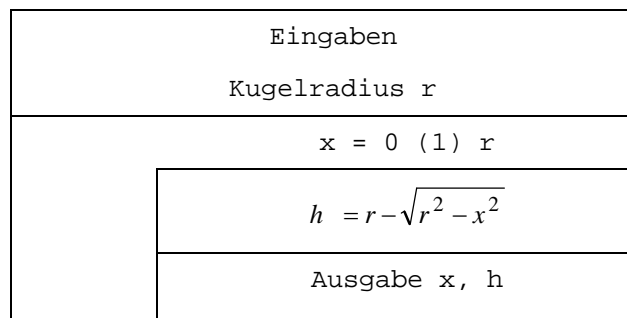 Eingaben
Kugelradius r
x = 0 (1) r
h = r − √(r² − x²)
Ausgabe x, h